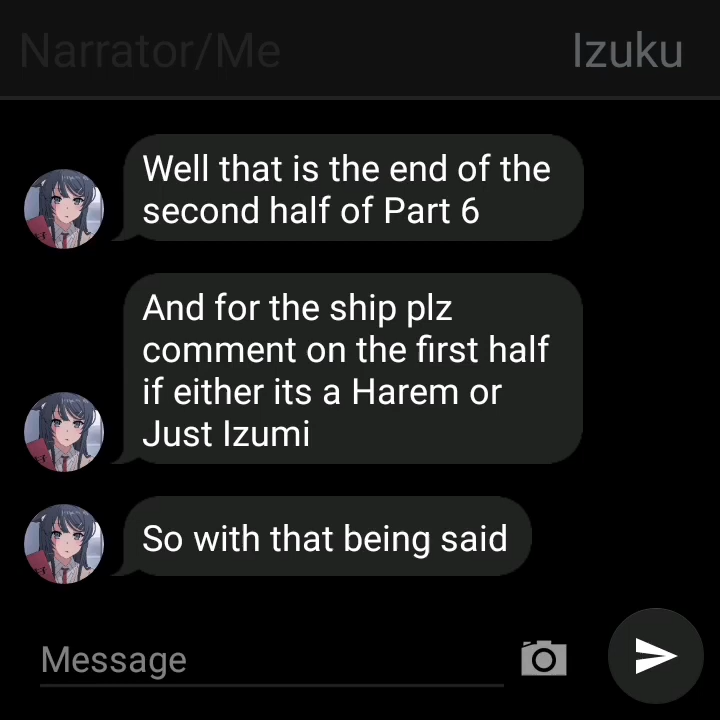 Narrator/Me Izuku
Well that is the end of the
second half of Part 6
And for the ship plz
comment on the first half
if either its a Harem or
Just Izumi
So with that being said
Message